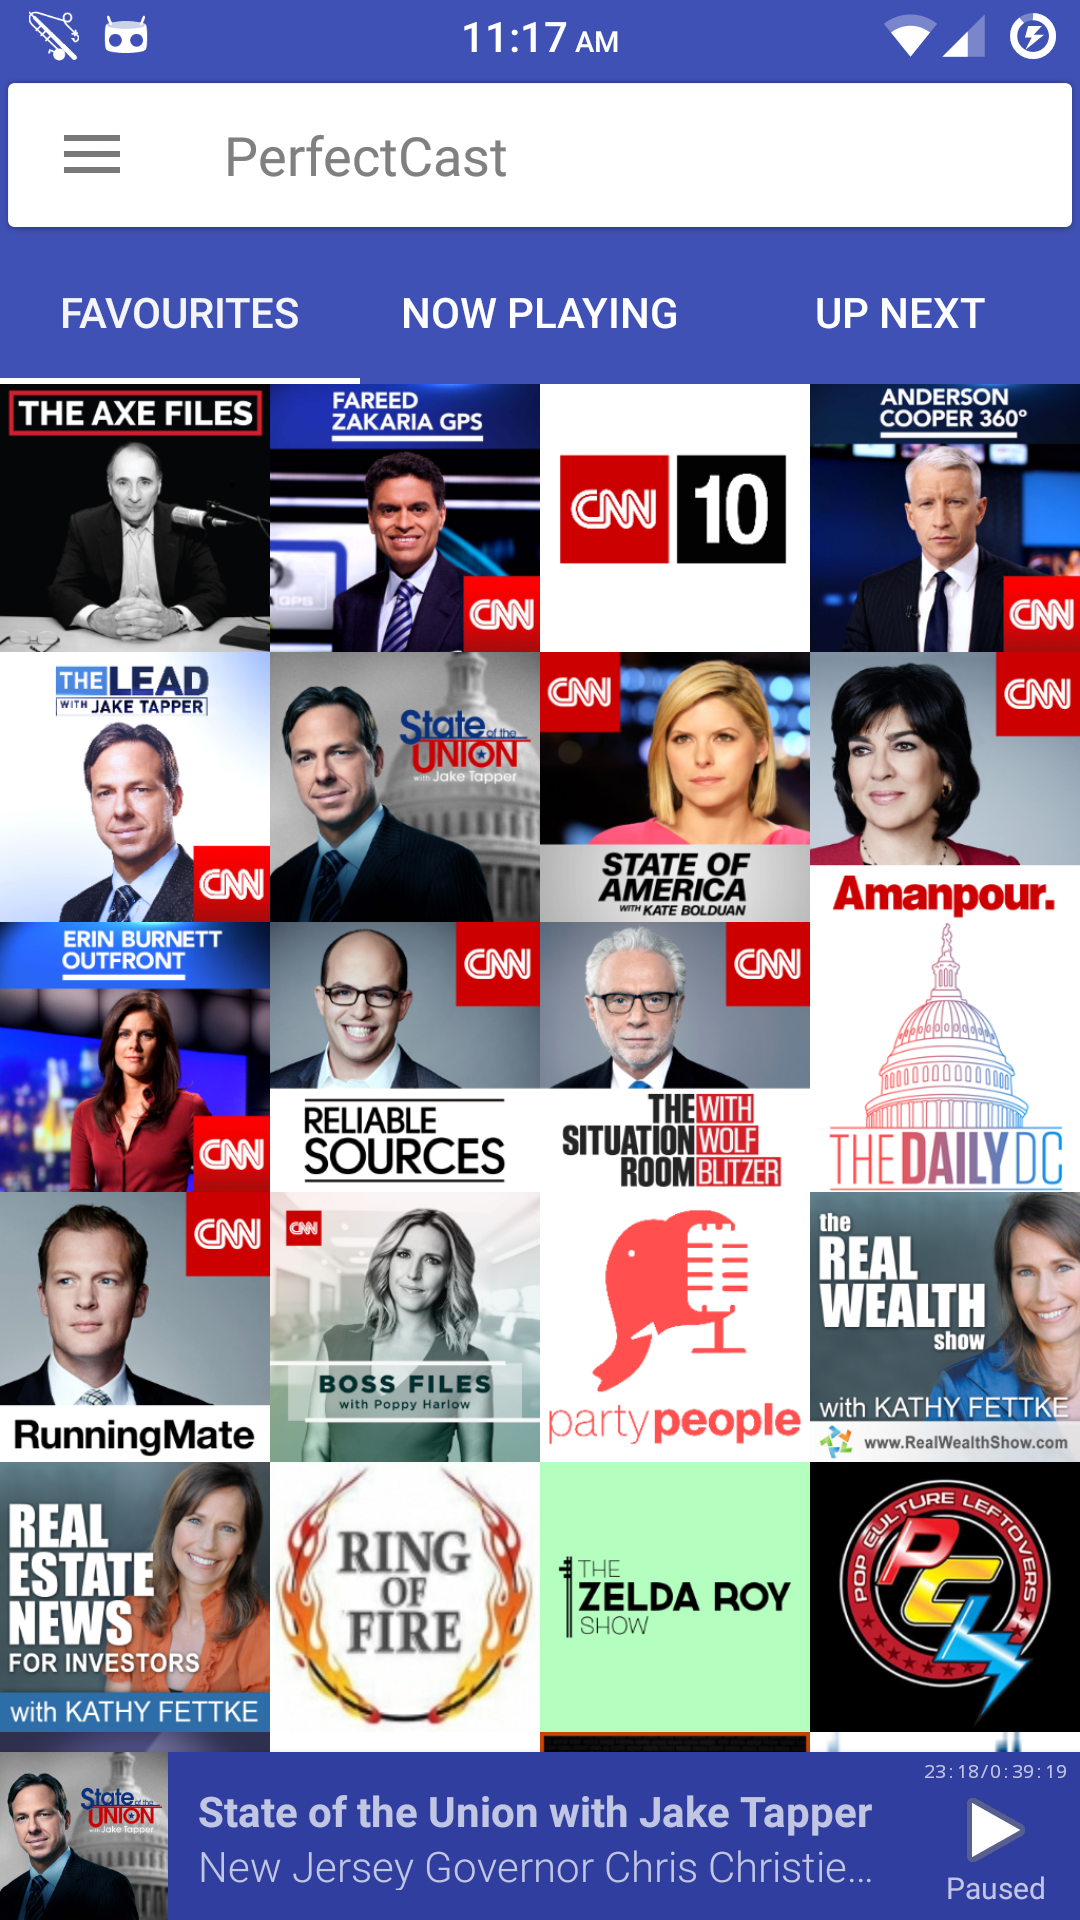 11:17 AM
PerfectCast
FAVOURITES
NOW PLAYING
UP NEXT
THE AXE FILES
FAREED
ZAKARIA GPS
GPS
CNN
CNN 10
ANDERSON
COOPER 360°
CNN
THE LEAD
WITH JAKE TAPPER
CNN
State of the
UNION
with Jake Tapper
CNN
STATE OF
AMERICA
WITH KATE BOLDUAN
CNN
Amanpour.
ERIN BURNETT
OUTFRONT
CNN
CNN
RELIABLE
SOURCES
CNN
THE WITH
SITUATION WOLF
ROOM BLITZER
THE DAILY DC
CNN
RunningMate
CNN
BOSS FILES
with Poppy Harlow
partypeople
the
REAL
WEALTH
show
with KATHY FETTKE
www.RealWealthShow.com
REAL
ESTATE
NEWS
FOR INVESTORS
with KATHY FETTKE
RING
OF
FIRE
THE
ZELDA ROY
SHOW
POP CULTURE LEFTOVERS
PCL
State of the
UNION
with Jake Tapper
State of the Union with Jake Tapper
New Jersey Governor Chris Christie...
23:18/0:39:19
Paused